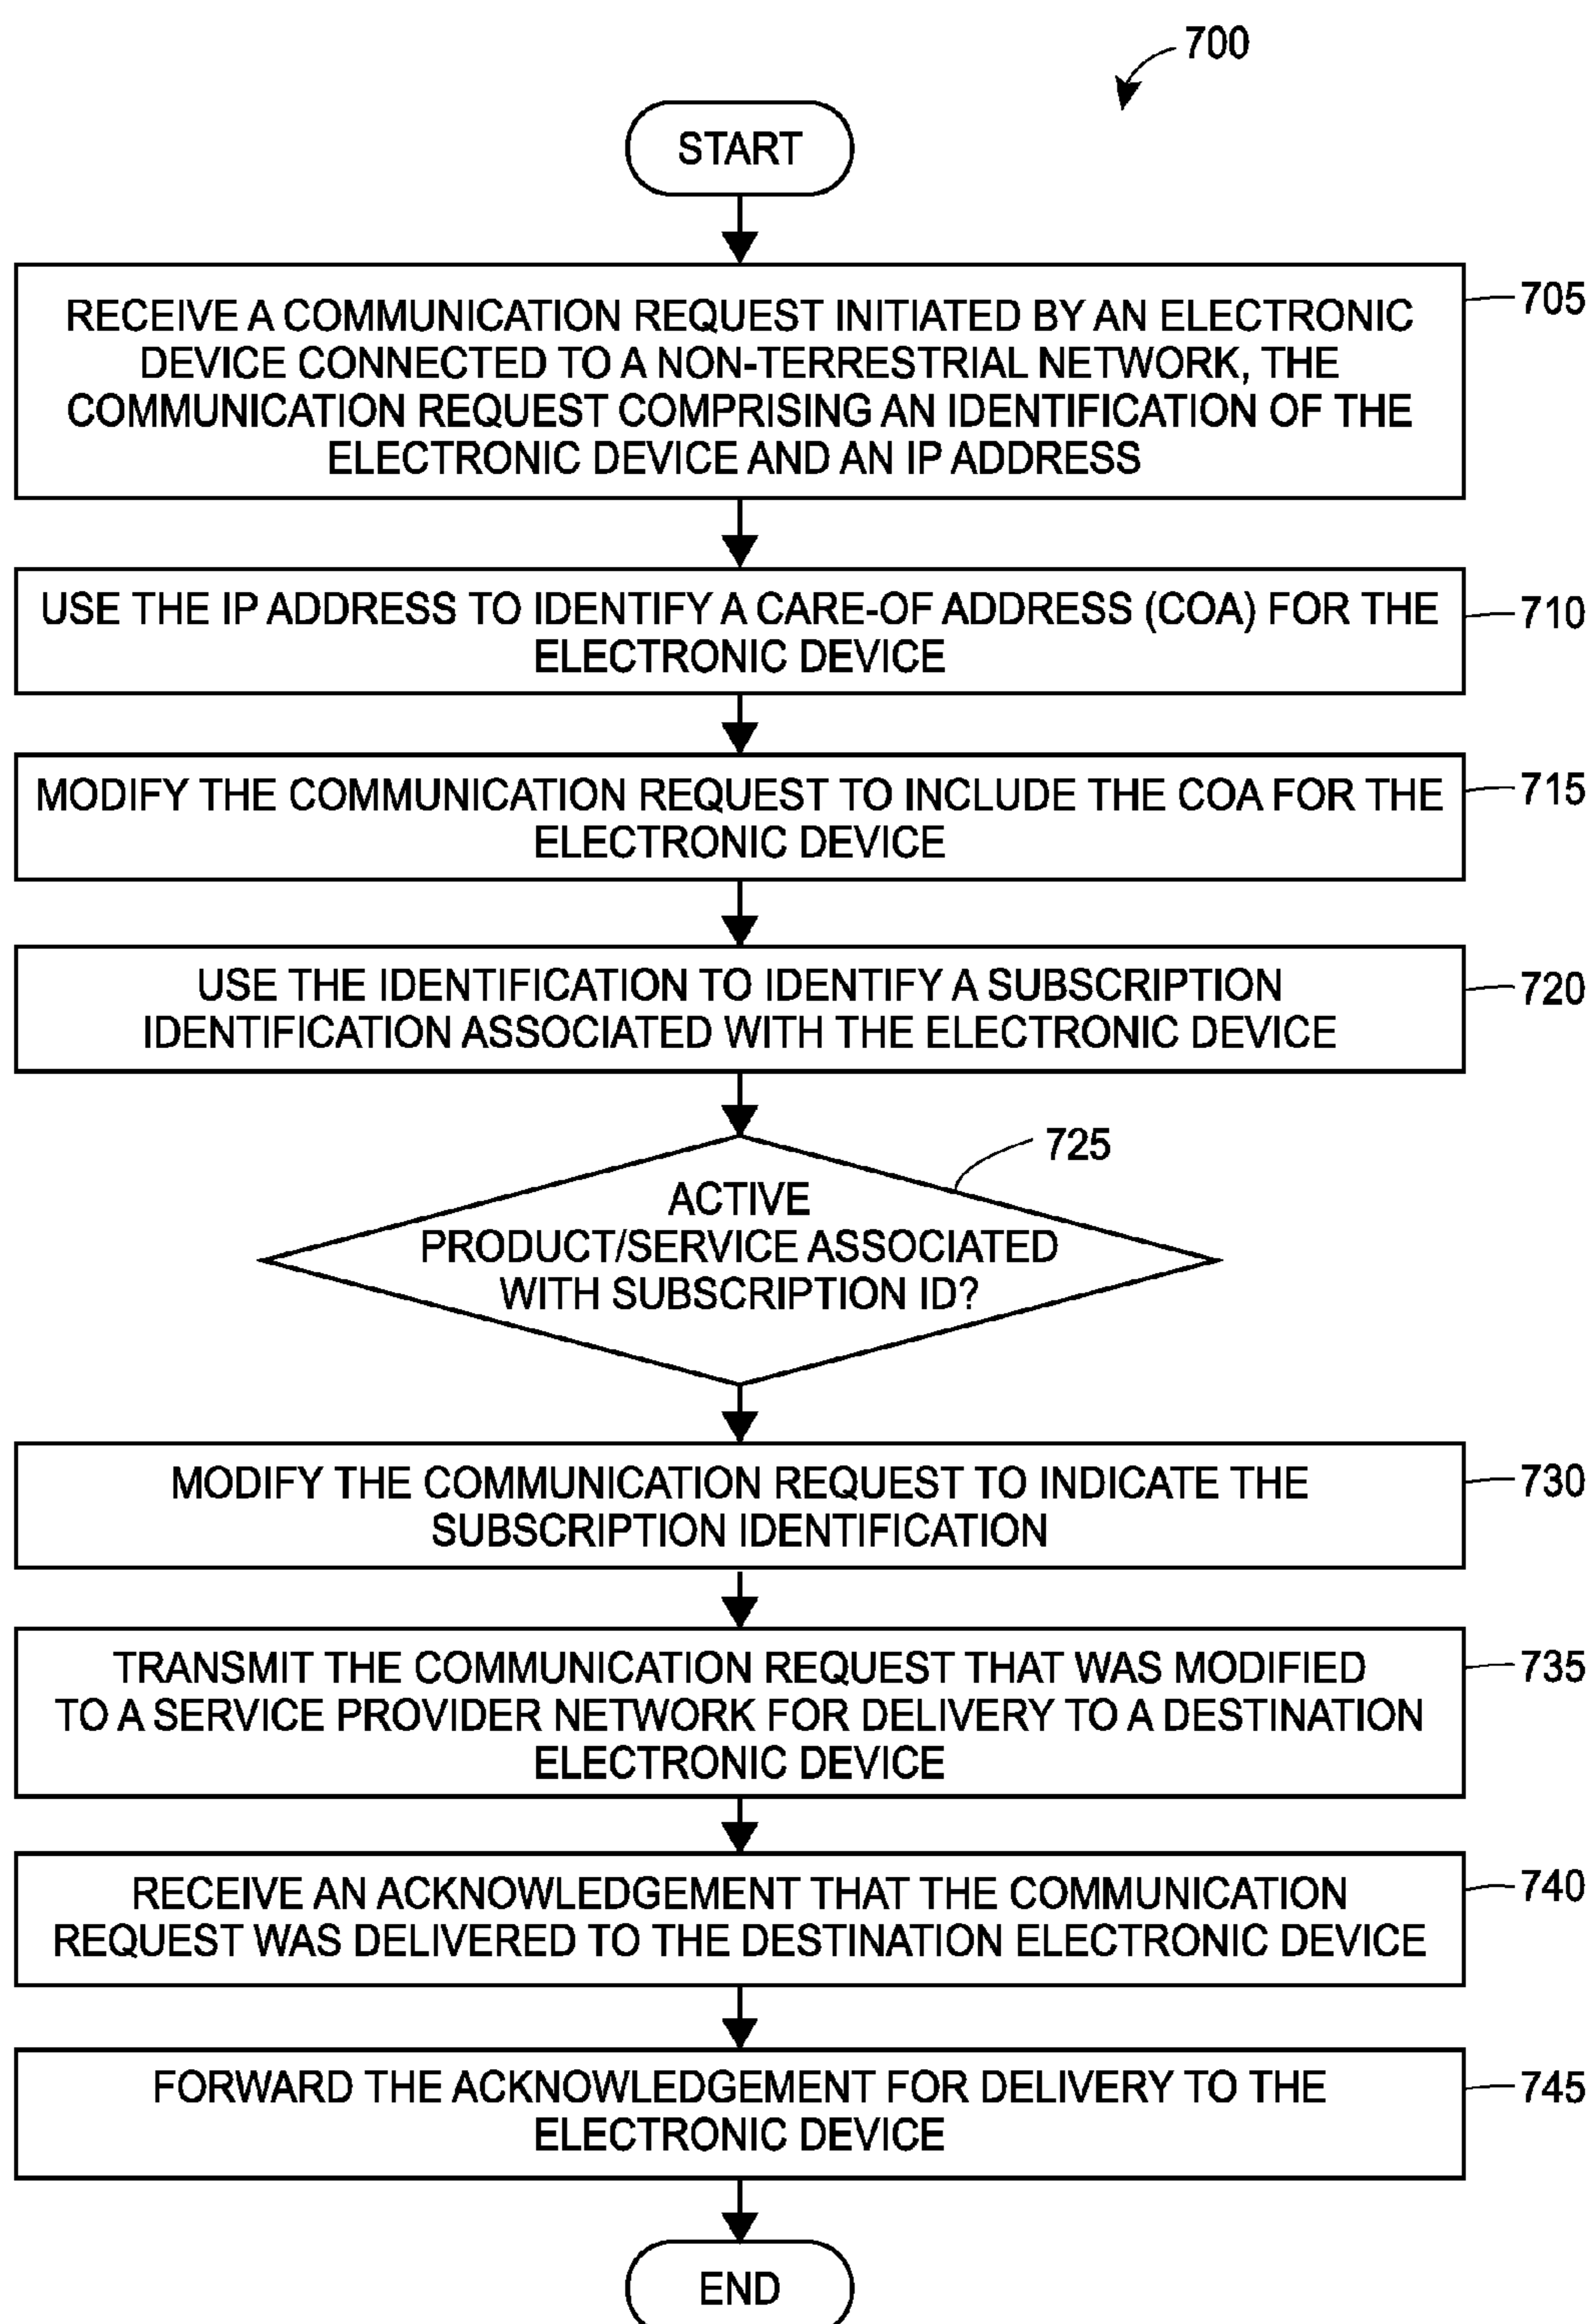 700
START
RECEIVE A COMMUNICATION REQUEST INITIATED BY AN ELECTRONIC
DEVICE CONNECTED TO A NON-TERRESTRIAL NETWORK, THE
COMMUNICATION REQUEST COMPRISING AN IDENTIFICATION OF THE
ELECTRONIC DEVICE AND AN IP ADDRESS
705
USE THE IP ADDRESS TO IDENTIFY A CARE-OF ADDRESS (COA) FOR THE
ELECTRONIC DEVICE
710
MODIFY THE COMMUNICATION REQUEST TO INCLUDE THE COA FOR THE
ELECTRONIC DEVICE
715
USE THE IDENTIFICATION TO IDENTIFY A SUBSCRIPTION
IDENTIFICATION ASSOCIATED WITH THE ELECTRONIC DEVICE
720
725
ACTIVE
PRODUCT/SERVICE ASSOCIATED
WITH SUBSCRIPTION ID?
MODIFY THE COMMUNICATION REQUEST TO INDICATE THE
SUBSCRIPTION IDENTIFICATION
730
TRANSMIT THE COMMUNICATION REQUEST THAT WAS MODIFIED
TO A SERVICE PROVIDER NETWORK FOR DELIVERY TO A DESTINATION
ELECTRONIC DEVICE
735
RECEIVE AN ACKNOWLEDGEMENT THAT THE COMMUNICATION
REQUEST WAS DELIVERED TO THE DESTINATION ELECTRONIC DEVICE
740
FORWARD THE ACKNOWLEDGEMENT FOR DELIVERY TO THE
ELECTRONIC DEVICE
745
END